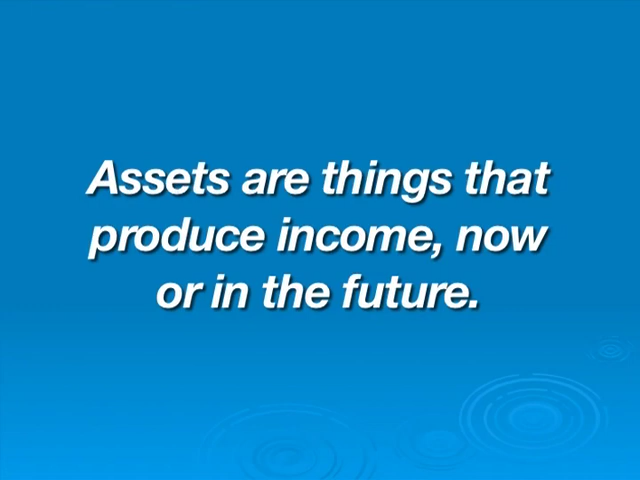 Assets are things that
produce income, now
or in the future.